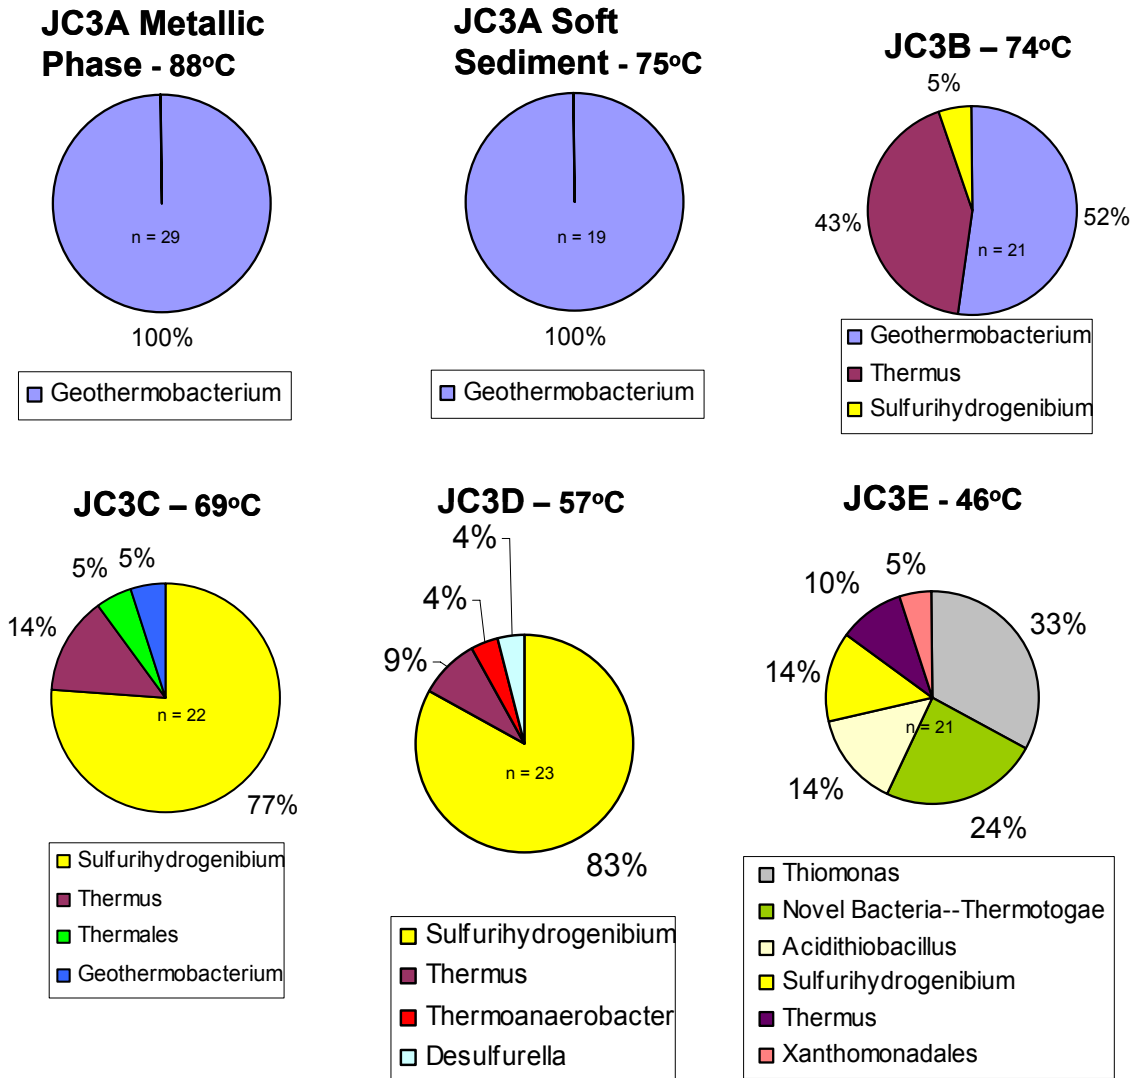 JC3A Metallic
Phase - 88ºC
n = 29
100%
Geothermobacterium
JC3A Soft
Sediment - 75ºC
n = 19
100%
Geothermobacterium
JC3B – 74ºC
5%
43%
52%
n = 21
Geothermobacterium
Thermus
Sulfurihydrogenibium
JC3C – 69ºC
5%
5%
14%
n = 22
77%
Sulfurihydrogenibium
Thermus
Thermales
Geothermobacterium
JC3D – 57ºC
4%
4%
9%
n = 23
83%
Sulfurihydrogenibium
Thermus
Thermoanaerobacter
Desulfurella
JC3E - 46ºC
5%
10%
33%
14%
n = 21
14%
24%
Thiomonas
Novel Bacteria--Thermotogae
Acidithiobacillus
Sulfurihydrogenibium
Thermus
Xanthomonadales